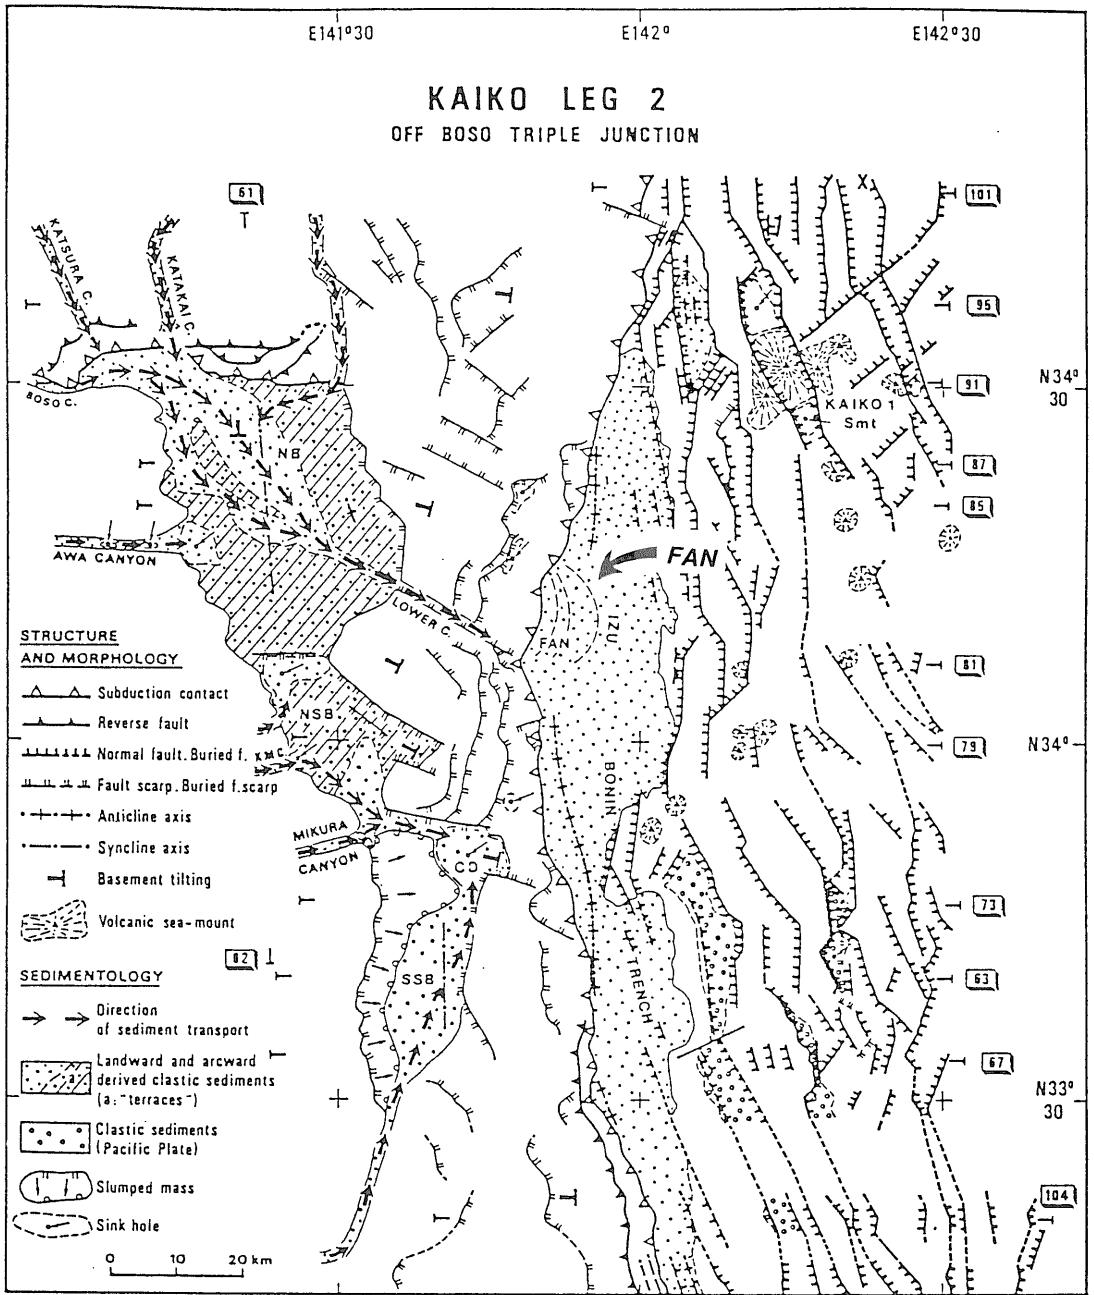 E141°30
E142°
E142°30
KAIKO LEG 2
OFF BOSO TRIPLE JUNCTION
61
101
KATSURA C.
KATAKAI C.
95
N34°
30
91
BOSO C.
KAIKO 1
Smt
NB
87
85
AWA CANYON
FAN
LOWER C.
FAN
IZU
81
NSB
N34°
79
BONIN
MIKURA
CANYON
CD
73
TRENCH
62
SSB
63
67
N33°
30
104
STRUCTURE
AND MORPHOLOGY
Subduction contact
Reverse fault
Normal fault. Buried f.
Fault scarp. Buried f.scarp
Anticline axis
Syncline axis
Basement tilting
Volcanic sea-mount
SEDIMENTOLOGY
Direction
of sediment transport
a
Landward and arcward
derived clastic sediments
(a: "terraces")
Clastic sediments
(Pacific Plate)
Slumped mass
Sink hole
0 10 20 km